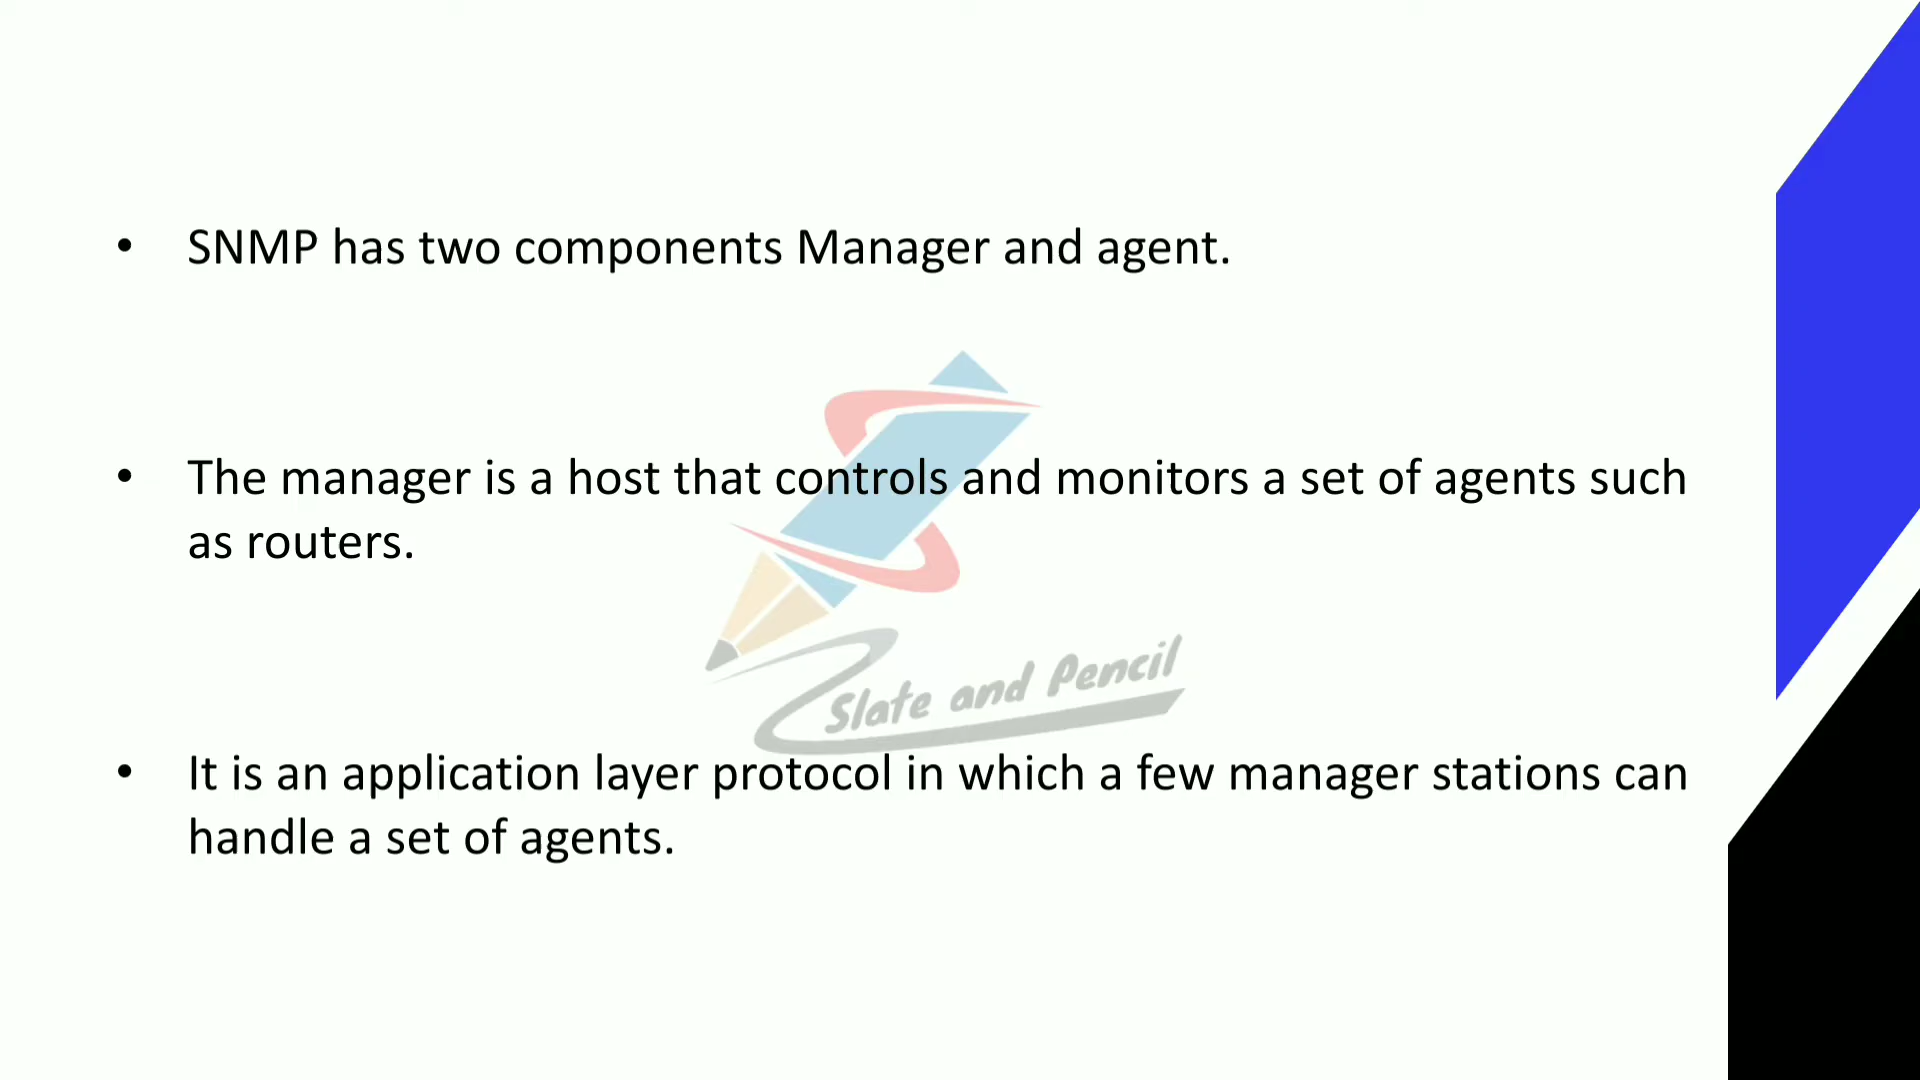 • SNMP has two components Manager and agent.
• The manager is a host that controls and monitors a set of agents such
as routers.
Slate and Pencil
• It is an application layer protocol in which a few manager stations can
handle a set of agents.